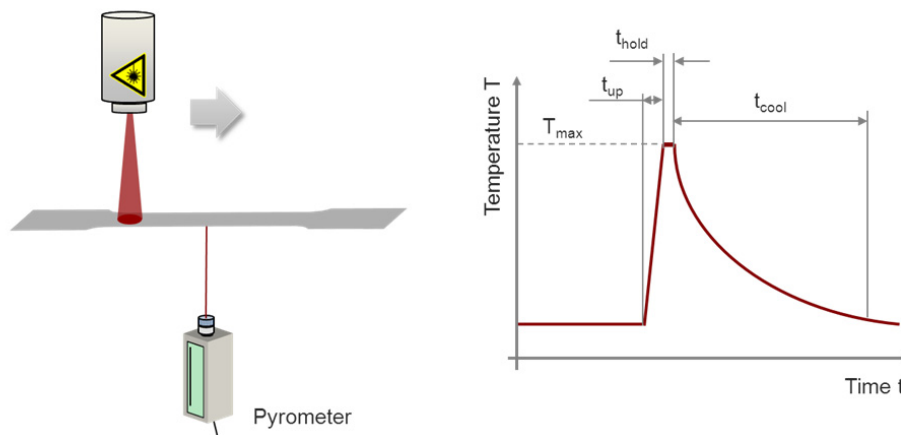 Pyrometer
t_hold
t_up
t_cool
T_max
Temperature T
Time t